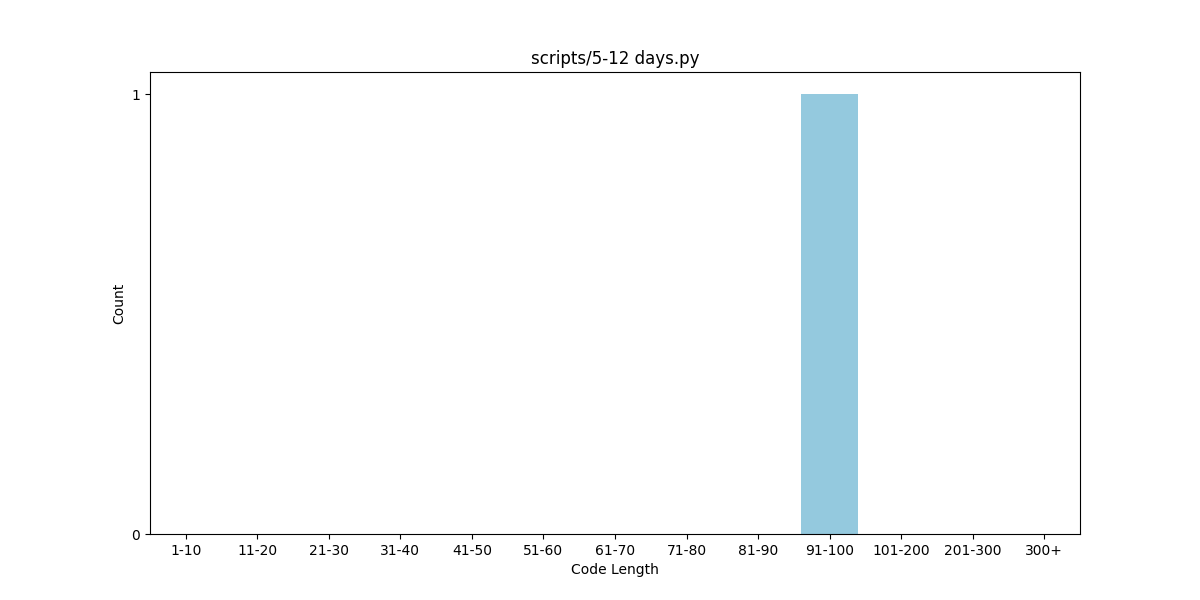 scripts/5-12 days.py
1
Count
0
1-10 11-20 21-30 31-40 41-50 51-60 61-70 71-80 81-90 91-100 101-200 201-300 300+
Code Length